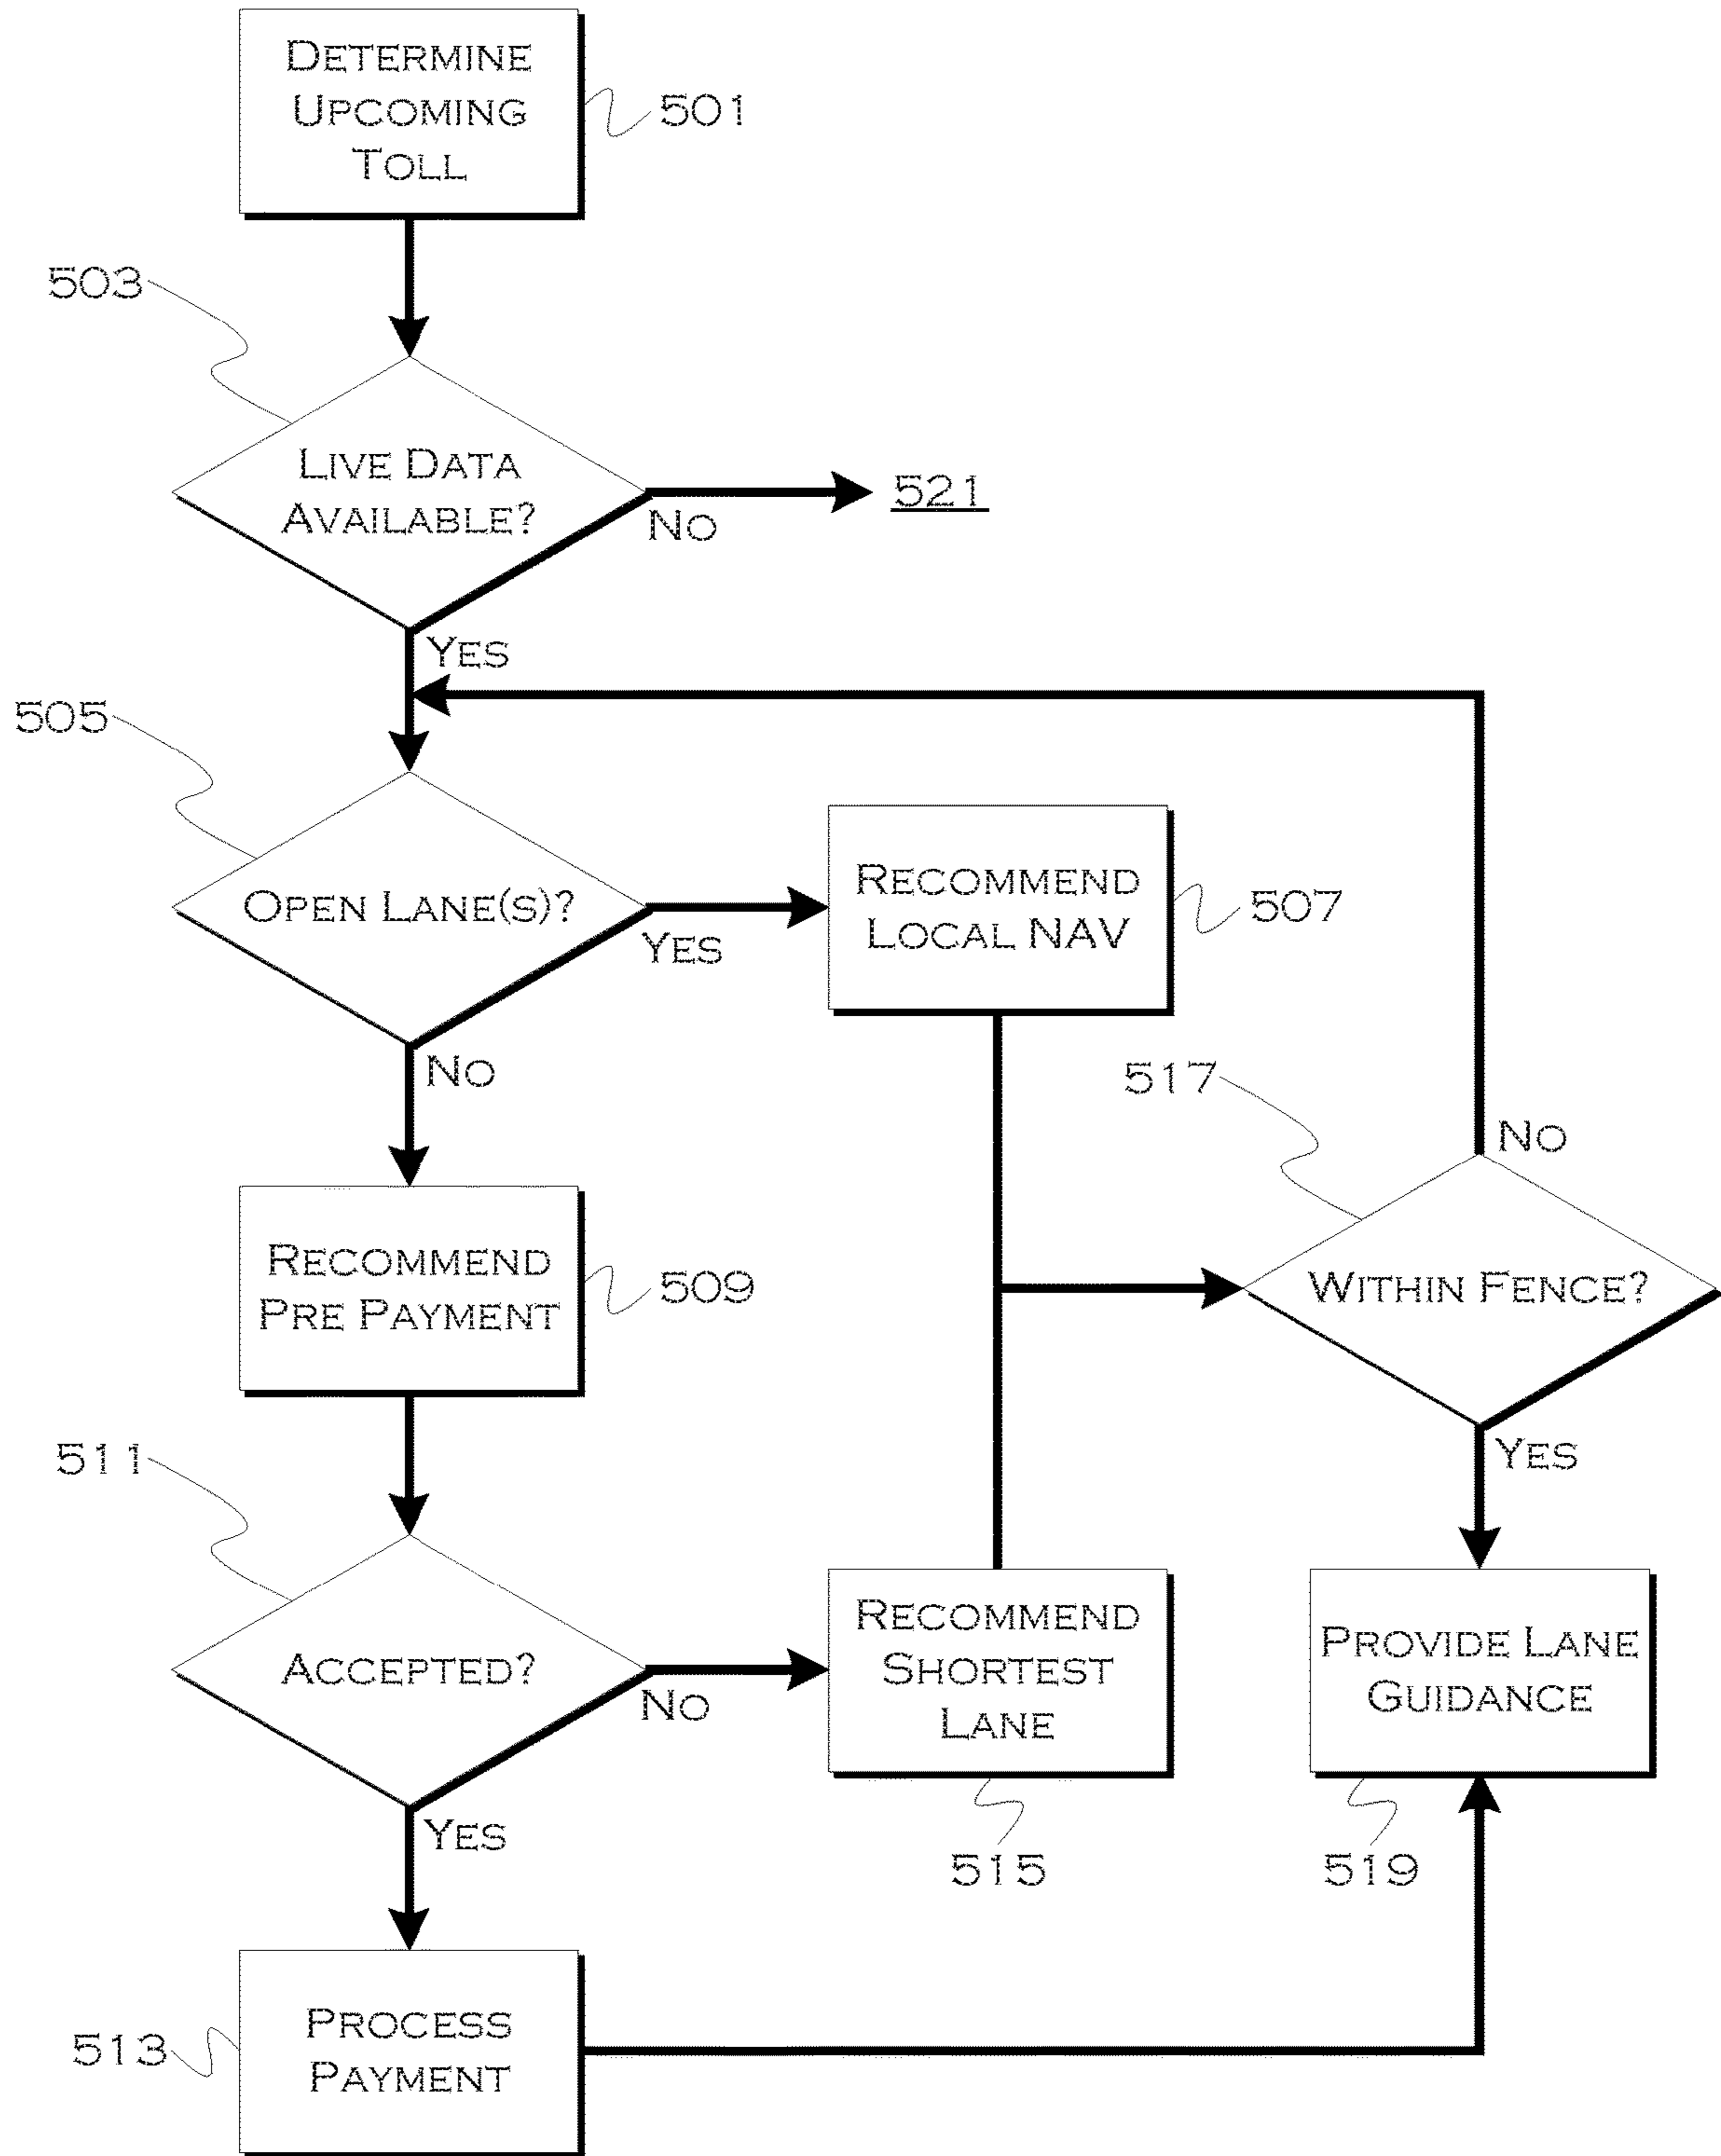 DETERMINE
UPCOMING
TOLL
501
503
LIVE DATA
AVAILABLE?
NO
521
YES
505
OPEN LANE(S)?
YES
RECOMMEND
LOCAL NAV
507
NO
517
NO
RECOMMEND
PRE PAYMENT
509
WITHIN FENCE?
YES
511
ACCEPTED?
NO
RECOMMEND
SHORTEST
LANE
515
PROVIDE LANE
GUIDANCE
519
YES
PROCESS
PAYMENT
513